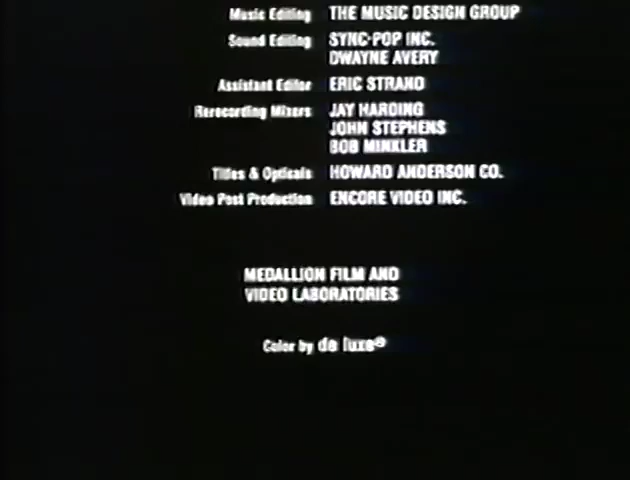 Music Editing THE MUSIC DESIGN GROUP
Sound Editing SYNC-POP INC.
DWAYNE AVERY
Assistant Editor ERIC STRAND
Rerecording Mixers JAY HARDING
JOHN STEPHENS
BOB MINKLER
Titles & Opticals HOWARD ANDERSON CO.
Video Post Production ENCORE VIDEO INC.
MEDALLION FILM AND
VIDEO LABORATORIES
Color by de luxe®